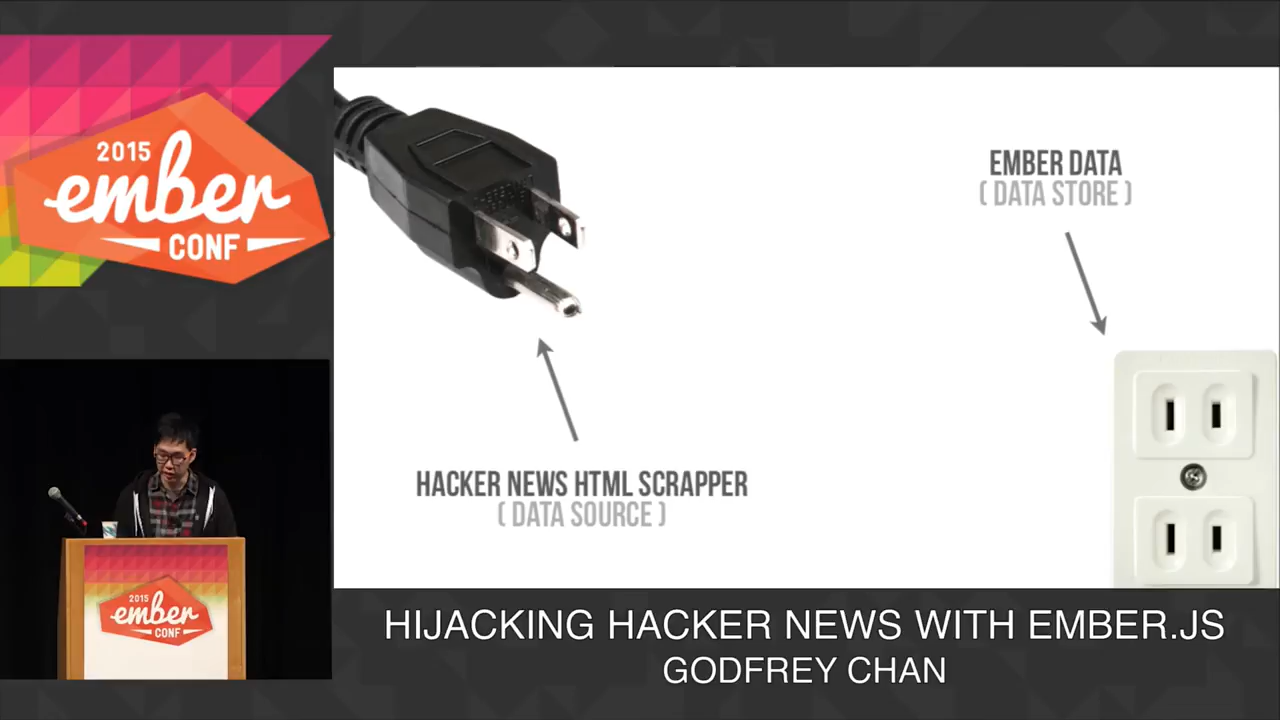 2015
ember
CONF
EMBER DATA
( DATA STORE )
HACKER NEWS HTML SCRAPPER
( DATA SOURCE )
2015
ember
CONF
HIJACKING HACKER NEWS WITH EMBER.JS
GODFREY CHAN